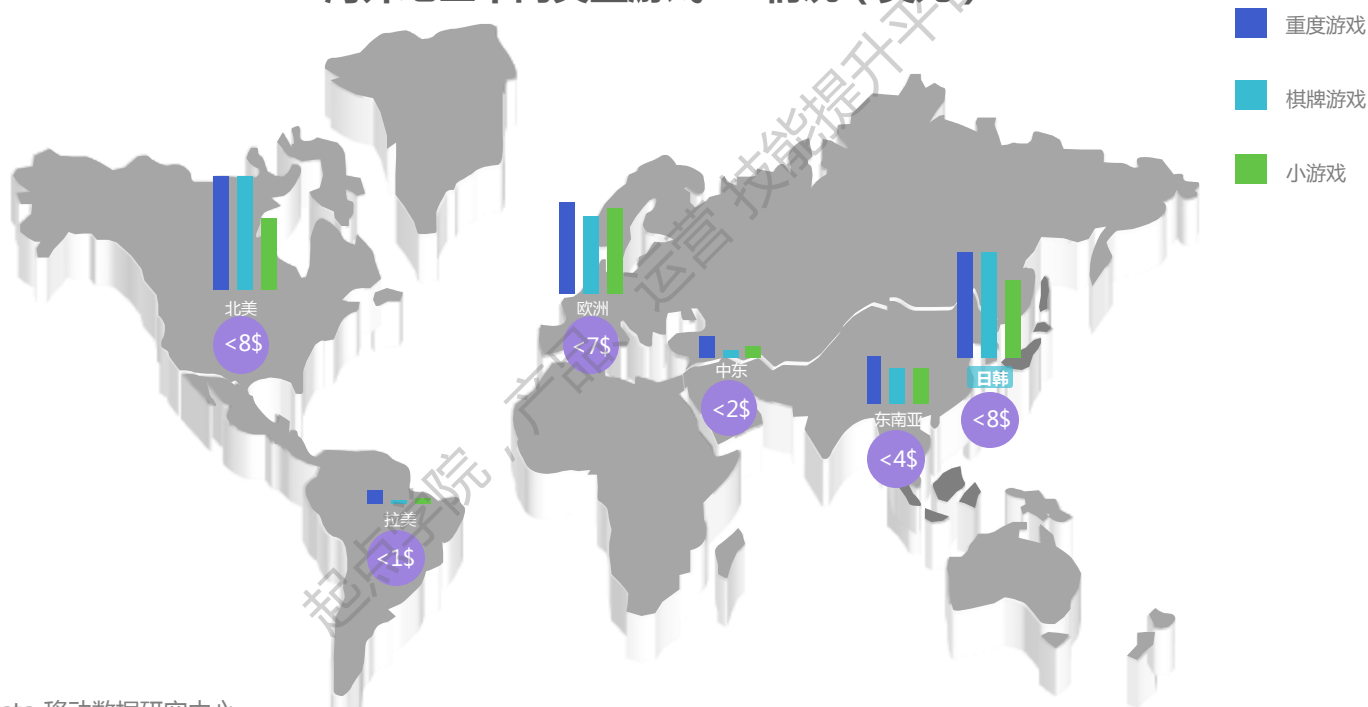 重度游戏
棋牌游戏
小游戏
北美
<8$
欧洲
<7$
中东
<2$
日韩
<8$
东南亚
<4$
拉美
<1$
起点学院,产品、运营 技能提升平台
移动数据研究中心